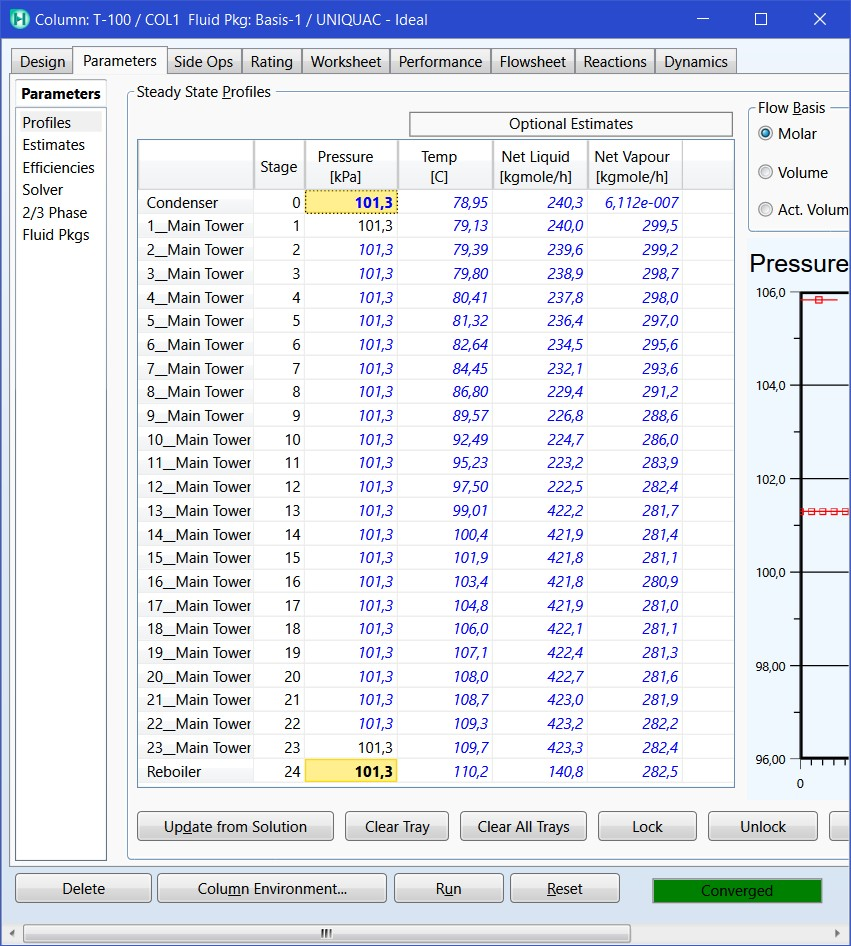 Column: T-100 / COL1 Fluid Pkg: Basis-1 / UNIQUAC - Ideal
Design Parameters Side Ops Rating Worksheet Performance Flowsheet Reactions Dynamics
Parameters
Profiles
Estimates
Efficiencies
Solver
2/3 Phase
Fluid Pkgs
Steady State Profiles
Optional Estimates
Stage Pressure [kPa] Temp [C] Net Liquid [kgmole/h] Net Vapour [kgmole/h]
Condenser 0 101,3 78,95 240,3 6,112e-007
1__Main Tower 1 101,3 79,13 240,0 299,5
2__Main Tower 2 101,3 79,39 239,6 299,2
3__Main Tower 3 101,3 79,80 238,9 298,7
4__Main Tower 4 101,3 80,41 237,8 298,0
5__Main Tower 5 101,3 81,32 236,4 297,0
6__Main Tower 6 101,3 82,64 234,5 295,6
7__Main Tower 7 101,3 84,45 232,1 293,6
8__Main Tower 8 101,3 86,80 229,4 291,2
9__Main Tower 9 101,3 89,57 226,8 288,6
10__Main Tower 10 101,3 92,49 224,7 286,0
11__Main Tower 11 101,3 95,23 223,2 283,9
12__Main Tower 12 101,3 97,50 222,5 282,4
13__Main Tower 13 101,3 99,01 422,2 281,7
14__Main Tower 14 101,3 100,4 421,9 281,4
15__Main Tower 15 101,3 101,9 421,8 281,1
16__Main Tower 16 101,3 103,4 421,8 280,9
17__Main Tower 17 101,3 104,8 421,9 281,0
18__Main Tower 18 101,3 106,0 422,1 281,1
19__Main Tower 19 101,3 107,1 422,4 281,3
20__Main Tower 20 101,3 108,0 422,7 281,6
21__Main Tower 21 101,3 108,7 423,0 281,9
22__Main Tower 22 101,3 109,3 423,2 282,2
23__Main Tower 23 101,3 109,7 423,3 282,4
Reboiler 24 101,3 110,2 140,8 282,5
Flow Basis
Molar
Volume
Act. Volum
Pressure
106,0
104,0
102,0
100,0
98,00
96,00
0
Update from Solution Clear Tray Clear All Trays Lock Unlock
Delete Column Environment... Run Reset Converged